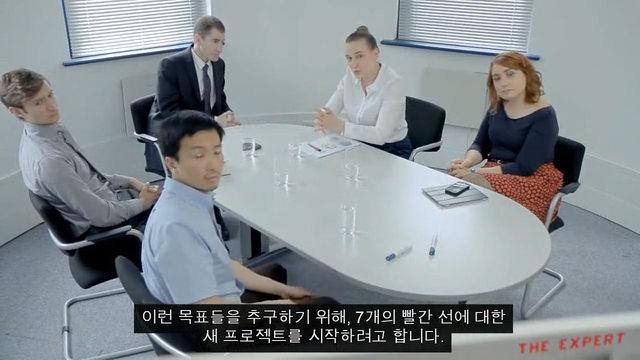 이런 목표들을 추구하기 위해, 7개의 빨간 선에 대한
새 프로젝트를 시작하려고 합니다.
THE EXPERT